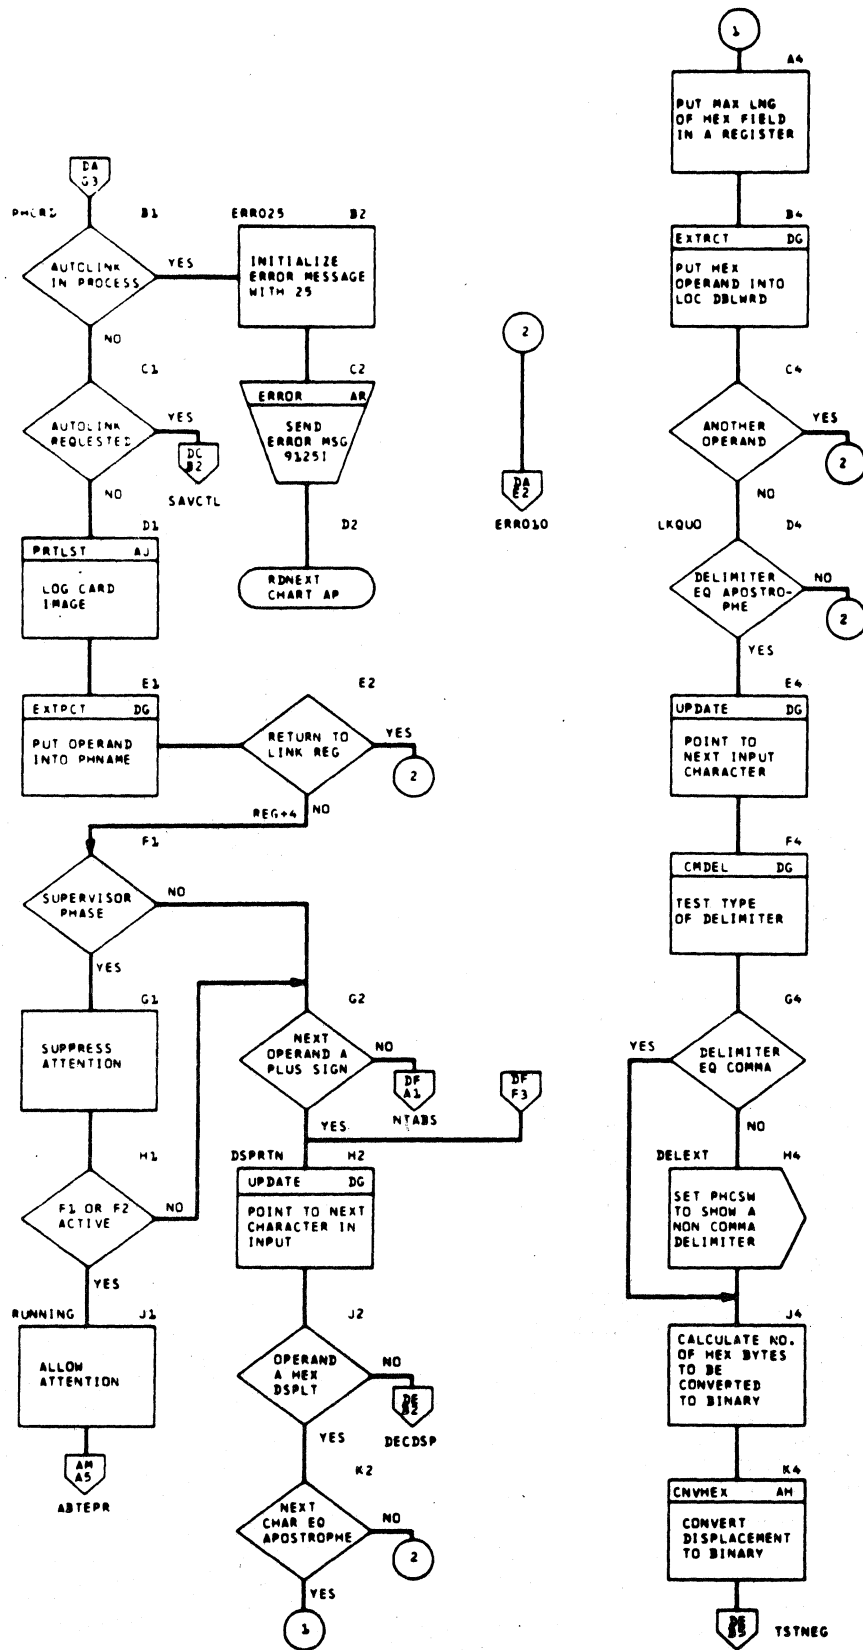 DA
G3
PHCRD
B1
AUTOLINK
IN PROCESS
YES
NO
ERR025
B2
INITIALIZE
ERROR MESSAGE
WITH 25
C1
AUTOLINK
REQUESTED
YES
DC
B2
SAVCTL
NO
C2
ERROR AR
SEND
ERROR MSG
9125I
D1
PRTLST AJ
LOG CARD
IMAGE
D2
RDNEXT
CHART AP
E1
EXTRCT DG
PUT OPERAND
INTO PHNAME
E2
RETURN TO
LINK REG
YES
2
NO
REG+4
F1
SUPERVISOR
PHASE
NO
YES
G1
SUPPRESS
ATTENTION
H1
F1 OR F2
ACTIVE
NO
YES
RUNNING
J1
ALLOW
ATTENTION
AM
A5
ABTEPR
G2
NEXT
OPERAND A
PLUS SIGN
NO
DF
A1
NTABS
YES
DF
F3
DSPRTN
H2
UPDATE DG
POINT TO NEXT
CHARACTER IN
INPUT
J2
OPERAND
A HEX
DSPLT
NO
DE
B2
DECDSP
YES
K2
NEXT
CHAR EQ
APOSTROPHE
NO
2
YES
1
2
DA
E2
ERR010
1
A4
PUT MAX LNG
OF HEX FIELD
IN A REGISTER
B4
EXTRCT DG
PUT HEX
OPERAND INTO
LOC DBLWRD
C4
ANOTHER
OPERAND
YES
2
NO
LKQUO
D4
DELIMITER
EQ APOSTRO-
PHE
NO
2
YES
E4
UPDATE DG
POINT TO
NEXT INPUT
CHARACTER
F4
CMDEL DG
TEST TYPE
OF DELIMITER
G4
DELIMITER
EQ COMMA
YES
NO
DELEXT
H4
SET PHCSW
TO SHOW A
NON COMMA
DELIMITER
J4
CALCULATE NO.
OF HEX BYTES
TO BE
CONVERTED
TO BINARY
K4
CNVHEX AH
CONVERT
DISPLACEMENT
TO BINARY
DE
B5
TSTNEG